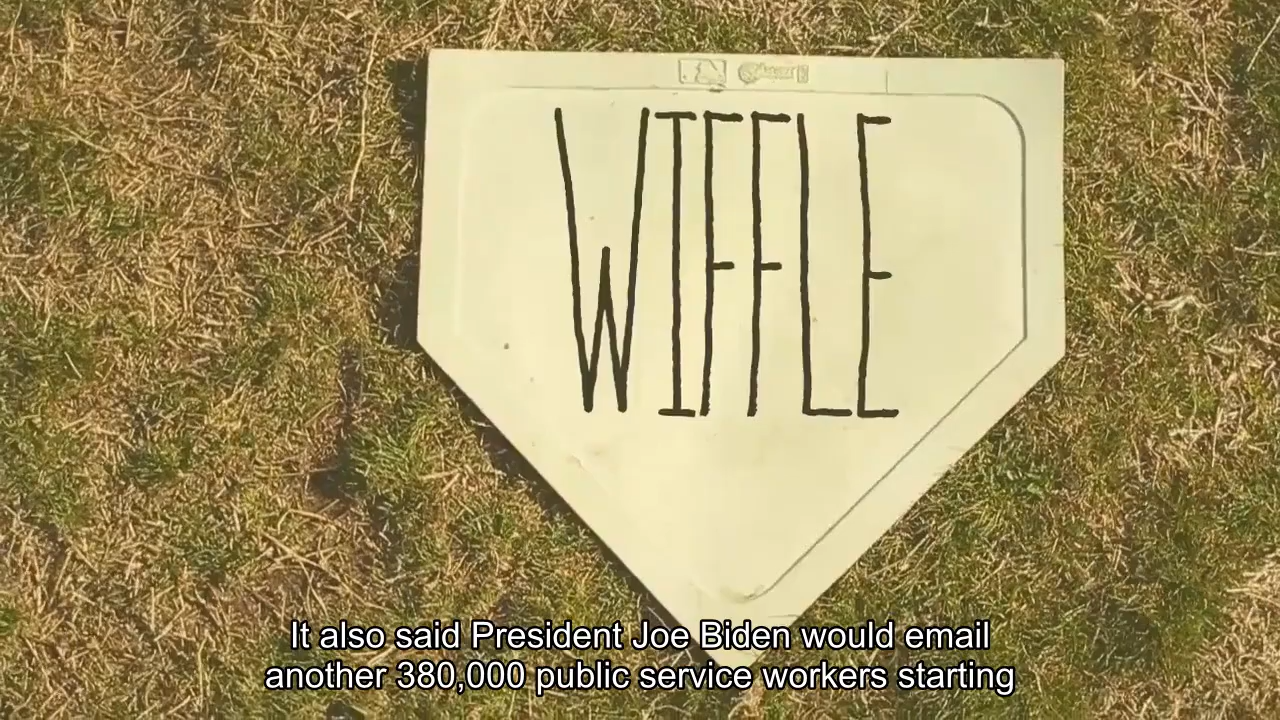 WIFFLE
It also said President Joe Biden would email
another 380,000 public service workers starting